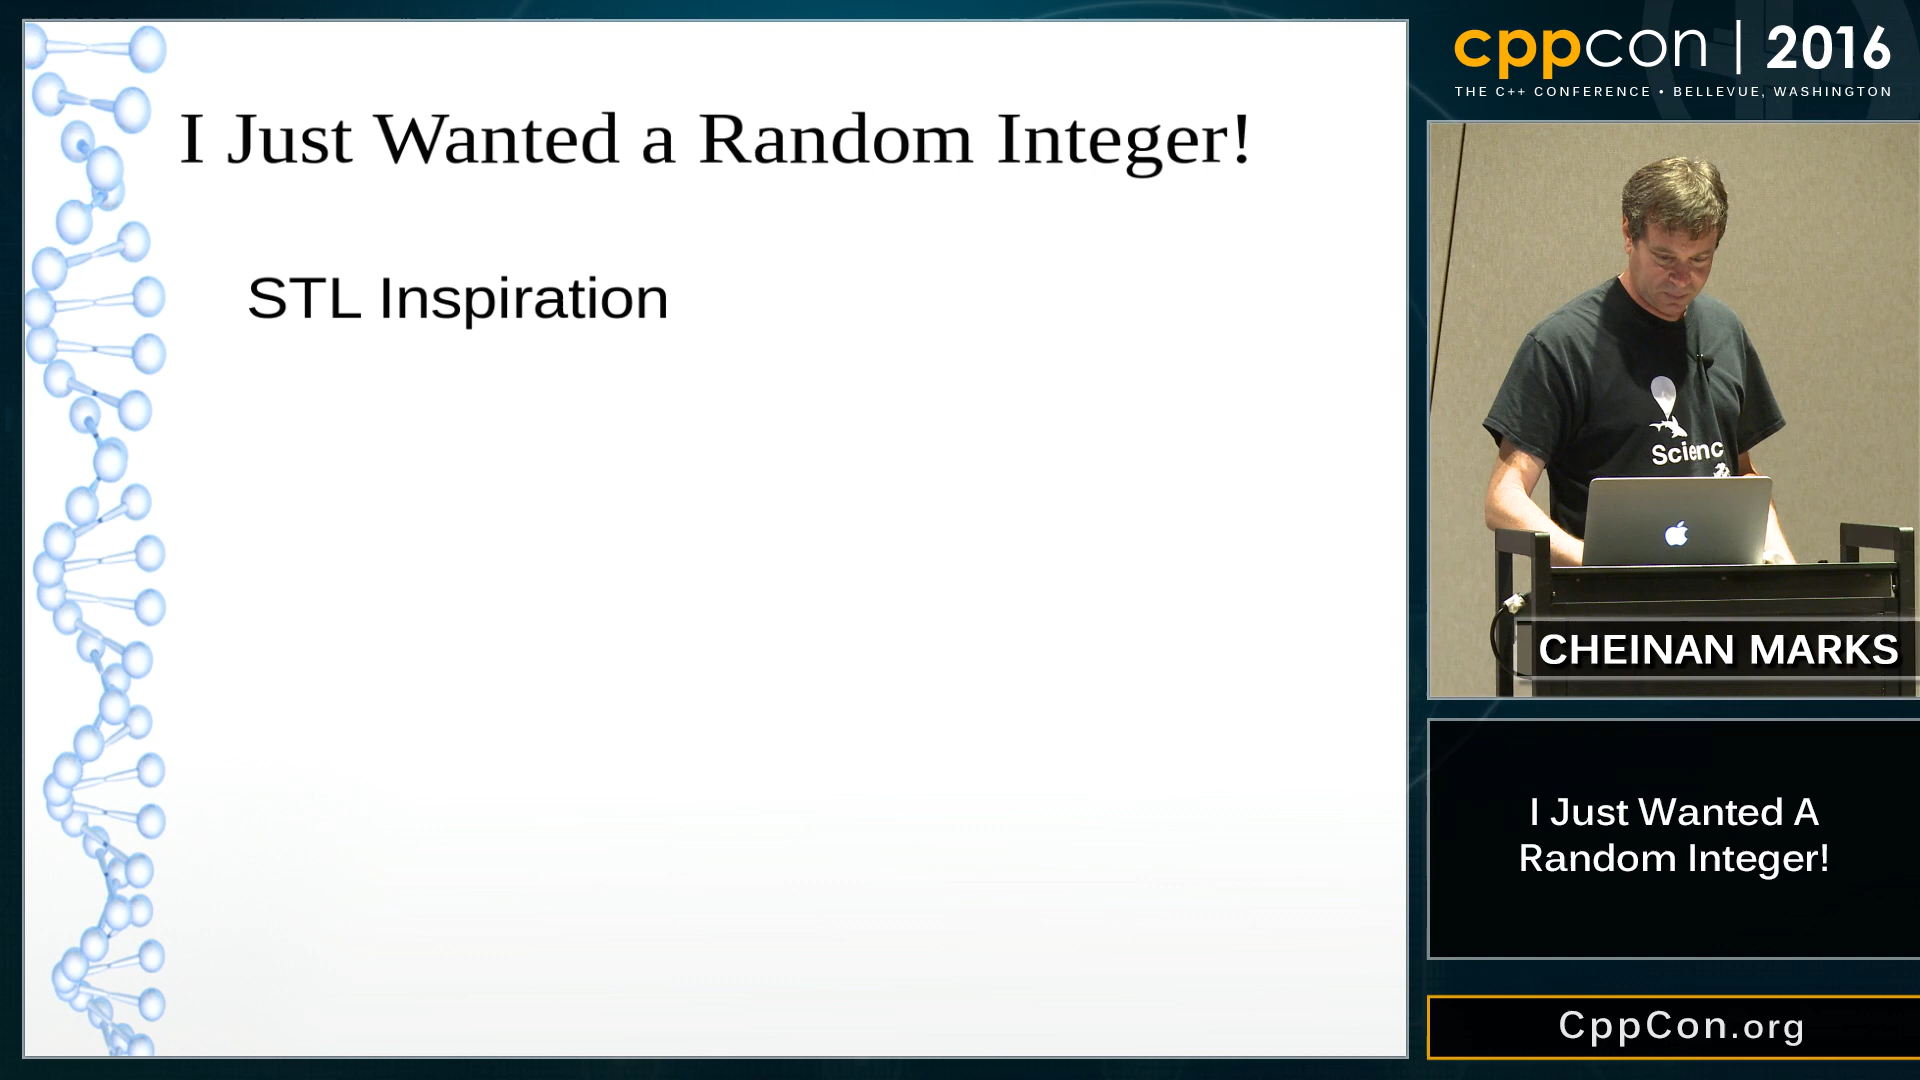 I Just Wanted a Random Integer!
STL Inspiration
cppcon | 2016
THE C++ CONFERENCE • BELLEVUE, WASHINGTON
Scienc
CHEINAN MARKS
I Just Wanted A
Random Integer!
CppCon.org